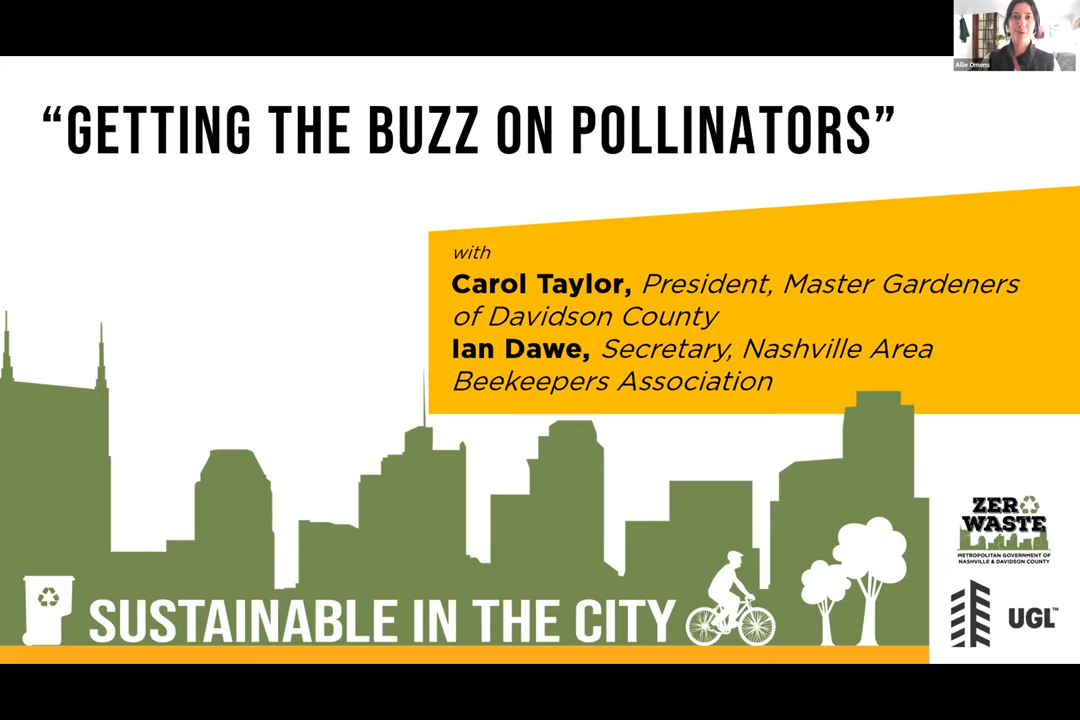 Allie Omens
“GETTING THE BUZZ ON POLLINATORS”
with
Carol Taylor, President, Master Gardeners
of Davidson County
Ian Dawe, Secretary, Nashville Area
Beekeepers Association
SUSTAINABLE IN THE CITY
ZERO
WASTE
METROPOLITAN GOVERNMENT OF
NASHVILLE & DAVIDSON COUNTY
UGL™